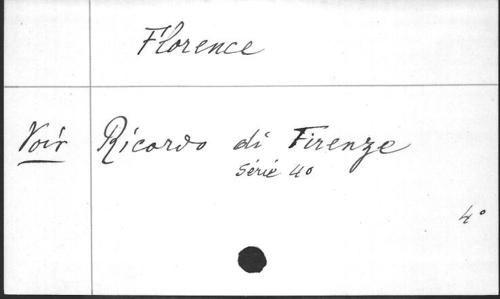 Florence
Voir Ricordo di Firenze
Série 40
4°